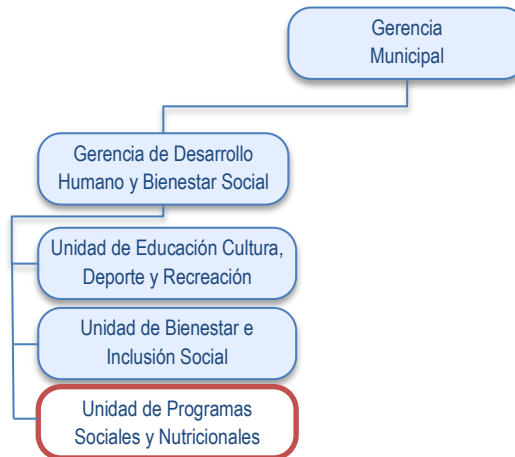 Gerencia
Municipal
Gerencia de Desarrollo
Humano y Bienestar Social
Unidad de Educación Cultura,
Deporte y Recreación
Unidad de Bienestar e
Inclusión Social
Unidad de Programas
Sociales y Nutricionales